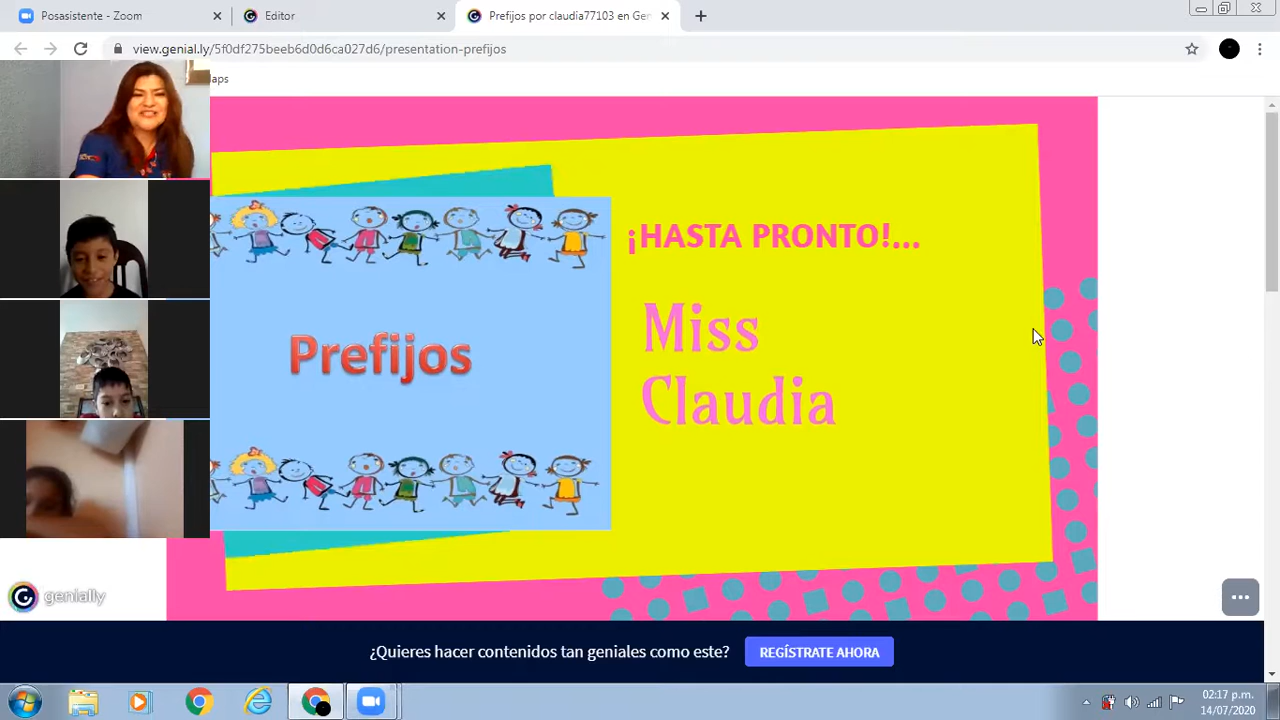 Posasistente - Zoom
Editor
Prefijos por claudia77103 en Gen
view.genial.ly/5f0df275beeb6d0d6ca027d6/presentation-prefijos
aps
¡HASTA PRONTO!...
Miss
Claudia
Prefijos
genially
¿Quieres hacer contenidos tan geniales como este?
REGÍSTRATE AHORA
02:17 p.m.
14/07/2020